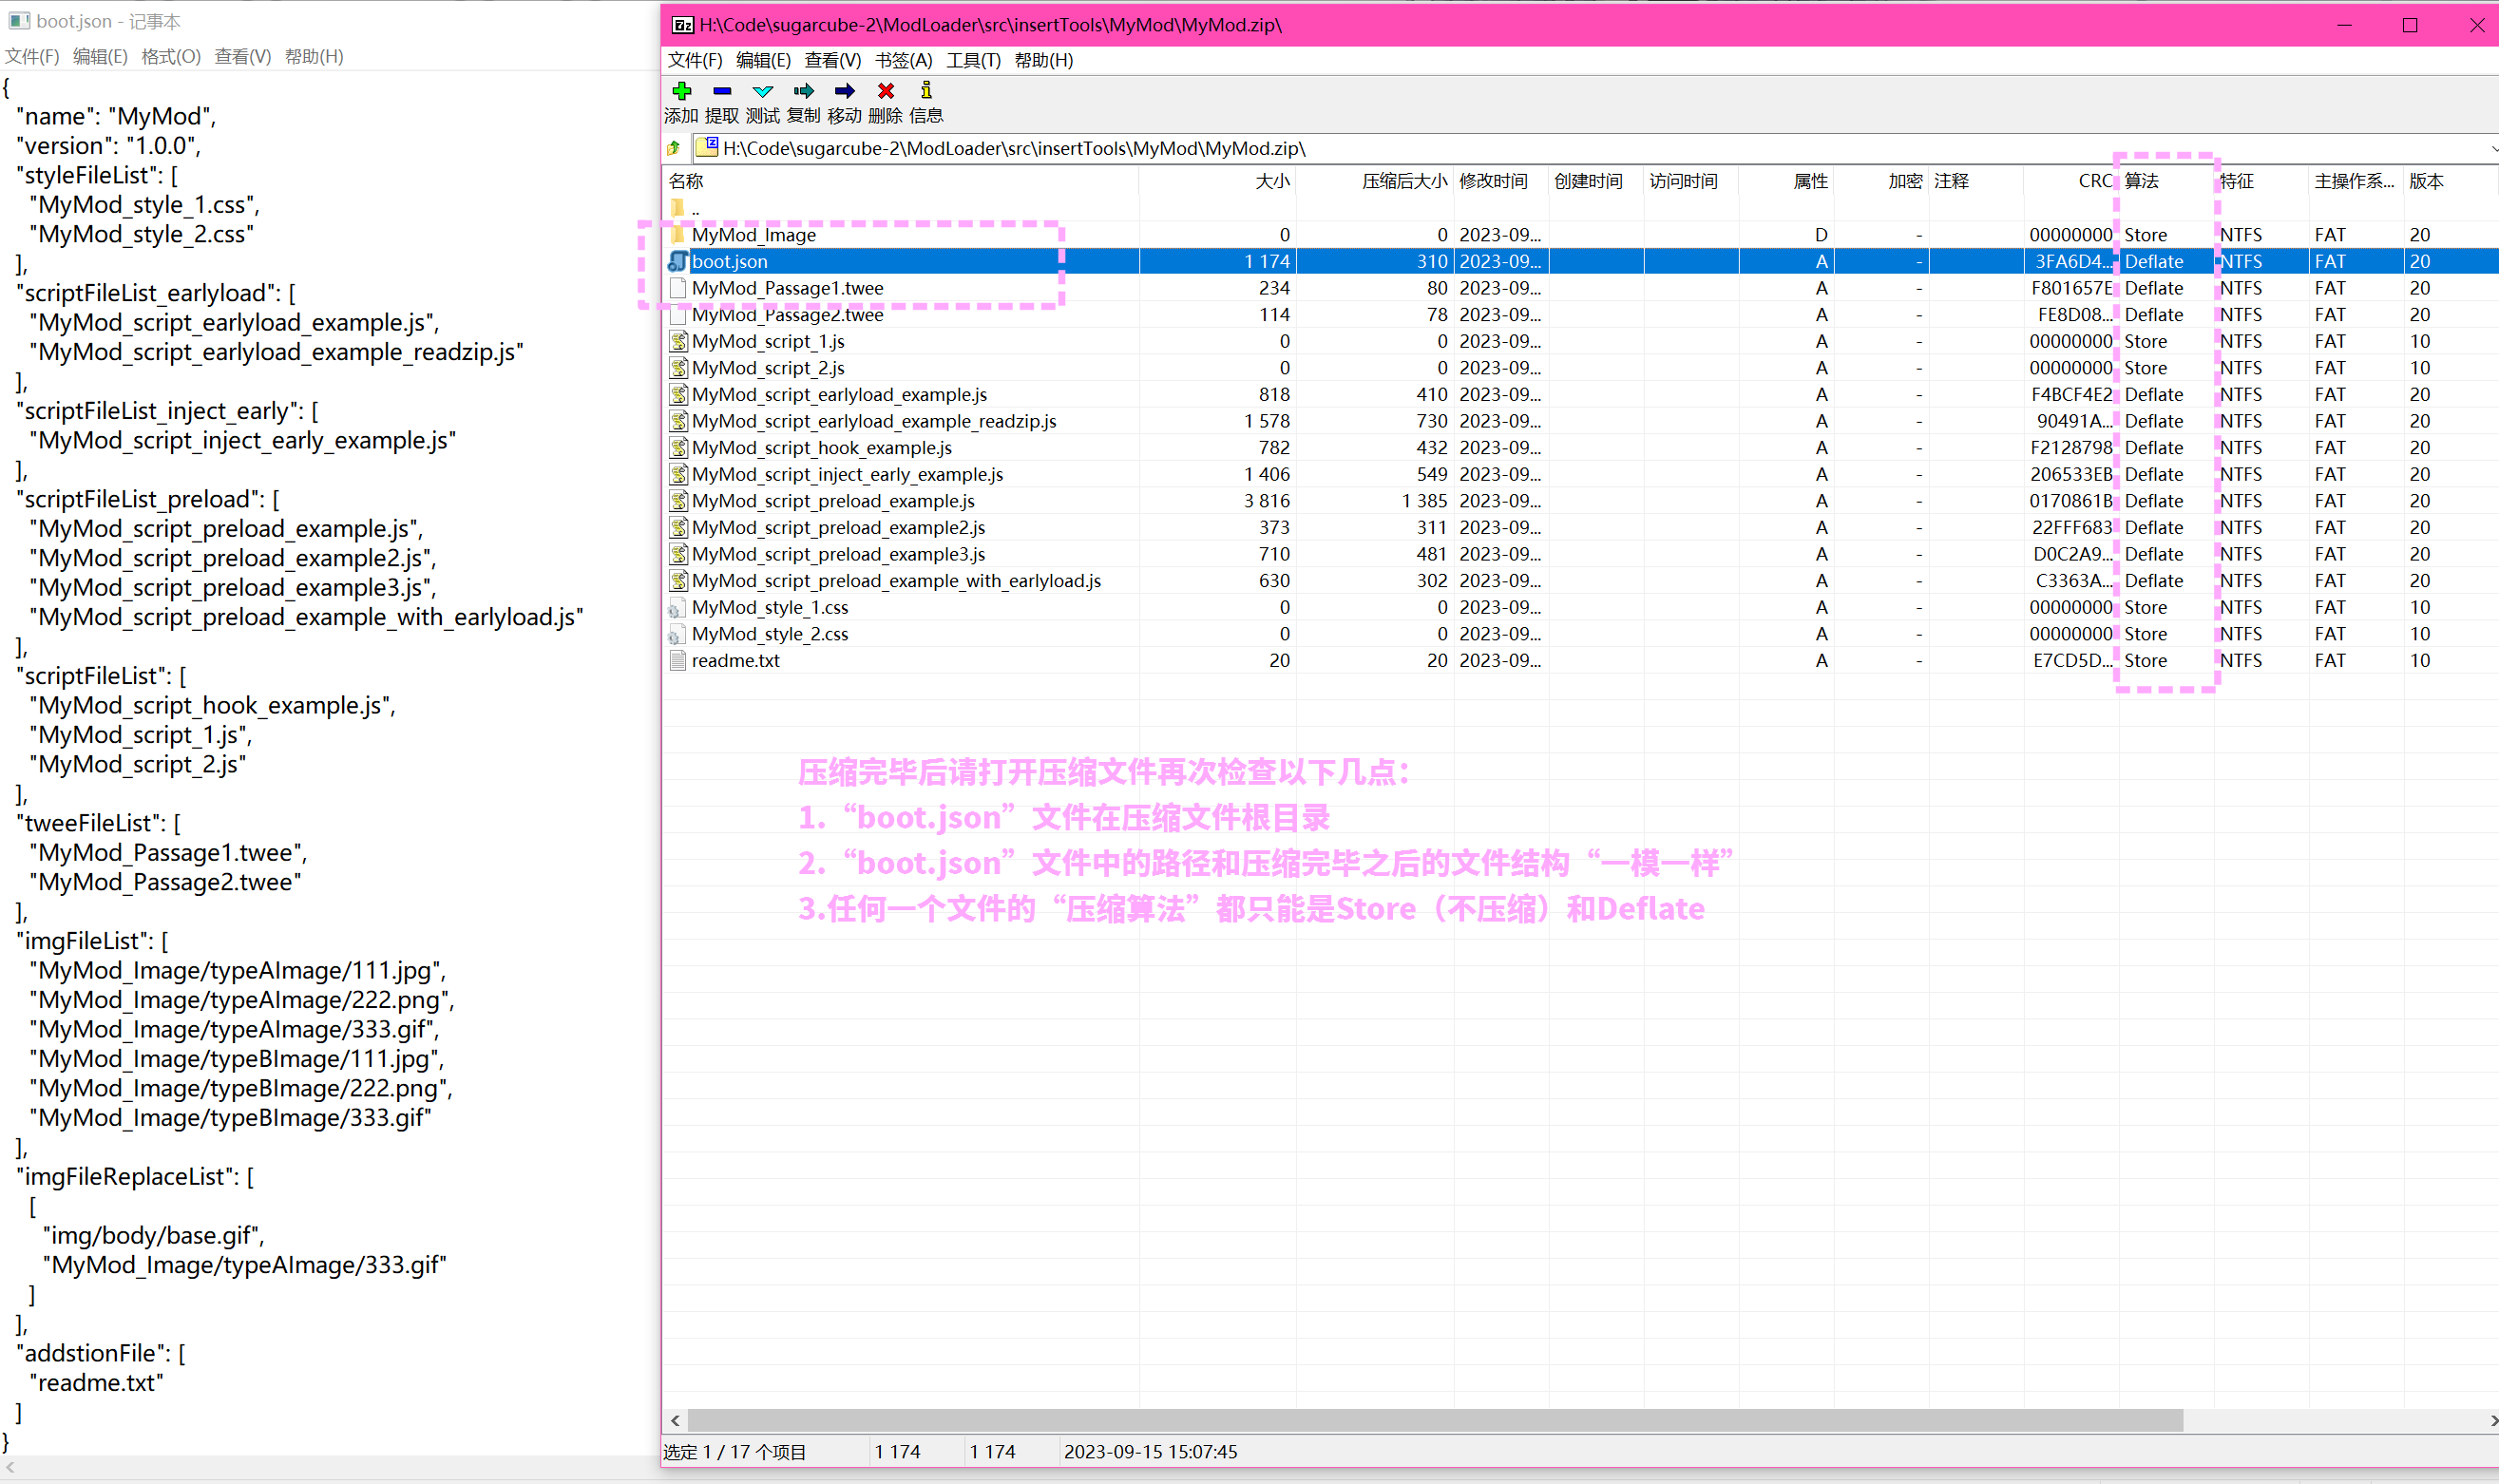 boot.json - 记事本
文件(F) 编辑(E) 格式(O) 查看(V) 帮助(H)
{
"name": "MyMod",
"version": "1.0.0",
"styleFileList": [
"MyMod_style_1.css",
"MyMod_style_2.css"
],
"scriptFileList_earlyload": [
"MyMod_script_earlyload_example.js",
"MyMod_script_earlyload_example_readzip.js"
],
"scriptFileList_inject_early": [
"MyMod_script_inject_early_example.js"
],
"scriptFileList_preload": [
"MyMod_script_preload_example.js",
"MyMod_script_preload_example2.js",
"MyMod_script_preload_example3.js",
"MyMod_script_preload_example_with_earlyload.js"
],
"scriptFileList": [
"MyMod_script_hook_example.js",
"MyMod_script_1.js",
"MyMod_script_2.js"
],
"tweeFileList": [
"MyMod_Passage1.twee",
"MyMod_Passage2.twee"
],
"imgFileList": [
"MyMod_Image/typeAImage/111.jpg",
"MyMod_Image/typeAImage/222.png",
"MyMod_Image/typeAImage/333.gif",
"MyMod_Image/typeBImage/111.jpg",
"MyMod_Image/typeBImage/222.png",
"MyMod_Image/typeBImage/333.gif"
],
"imgFileReplaceList": [
[
"img/body/base.gif",
"MyMod_Image/typeAImage/333.gif"
]
],
"addstionFile": [
"readme.txt"
]
}
7z H:\Code\sugarcube-2\ModLoader\src\insertTools\MyMod\MyMod.zip\
文件(F) 编辑(E) 查看(V) 书签(A) 工具(T) 帮助(H)
添加 提取 测试 复制 移动 删除 信息
H:\Code\sugarcube-2\ModLoader\src\insertTools\MyMod\MyMod.zip\
名称 大小 压缩后大小 修改时间 创建时间 访问时间 属性 加密 注释 CRC 算法 特征 主操作系... 版本
..
MyMod_Image 0 0 2023-09... D - 00000000 Store NTFS FAT 20
boot.json 1 174 310 2023-09... A - 3FA6D4... Deflate NTFS FAT 20
MyMod_Passage1.twee 234 80 2023-09... A - F801657E Deflate NTFS FAT 20
MyMod_Passage2.twee 114 78 2023-09... A - FE8D08... Deflate NTFS FAT 20
MyMod_script_1.js 0 0 2023-09... A - 00000000 Store NTFS FAT 10
MyMod_script_2.js 0 0 2023-09... A - 00000000 Store NTFS FAT 10
MyMod_script_earlyload_example.js 818 410 2023-09... A - F4BCF4E2 Deflate NTFS FAT 20
MyMod_script_earlyload_example_readzip.js 1 578 730 2023-09... A - 90491A... Deflate NTFS FAT 20
MyMod_script_hook_example.js 782 432 2023-09... A - F2128798 Deflate NTFS FAT 20
MyMod_script_inject_early_example.js 1 406 549 2023-09... A - 206533EB Deflate NTFS FAT 20
MyMod_script_preload_example.js 3 816 1 385 2023-09... A - 0170861B Deflate NTFS FAT 20
MyMod_script_preload_example2.js 373 311 2023-09... A - 22FFF683 Deflate NTFS FAT 20
MyMod_script_preload_example3.js 710 481 2023-09... A - D0C2A9... Deflate NTFS FAT 20
MyMod_script_preload_example_with_earlyload.js 630 302 2023-09... A - C3363A... Deflate NTFS FAT 20
MyMod_style_1.css 0 0 2023-09... A - 00000000 Store NTFS FAT 10
MyMod_style_2.css 0 0 2023-09... A - 00000000 Store NTFS FAT 10
readme.txt 20 20 2023-09... A - E7CD5D... Store NTFS FAT 10
压缩完毕后请打开压缩文件再次检查以下几点：
1.“boot.json”文件在压缩文件根目录
2.“boot.json”文件中的路径和压缩完毕之后的文件结构“一模一样”
3.任何一个文件的“压缩算法”都只能是Store（不压缩）和Deflate
选定 1 / 17 个项目 1 174 1 174 2023-09-15 15:07:45